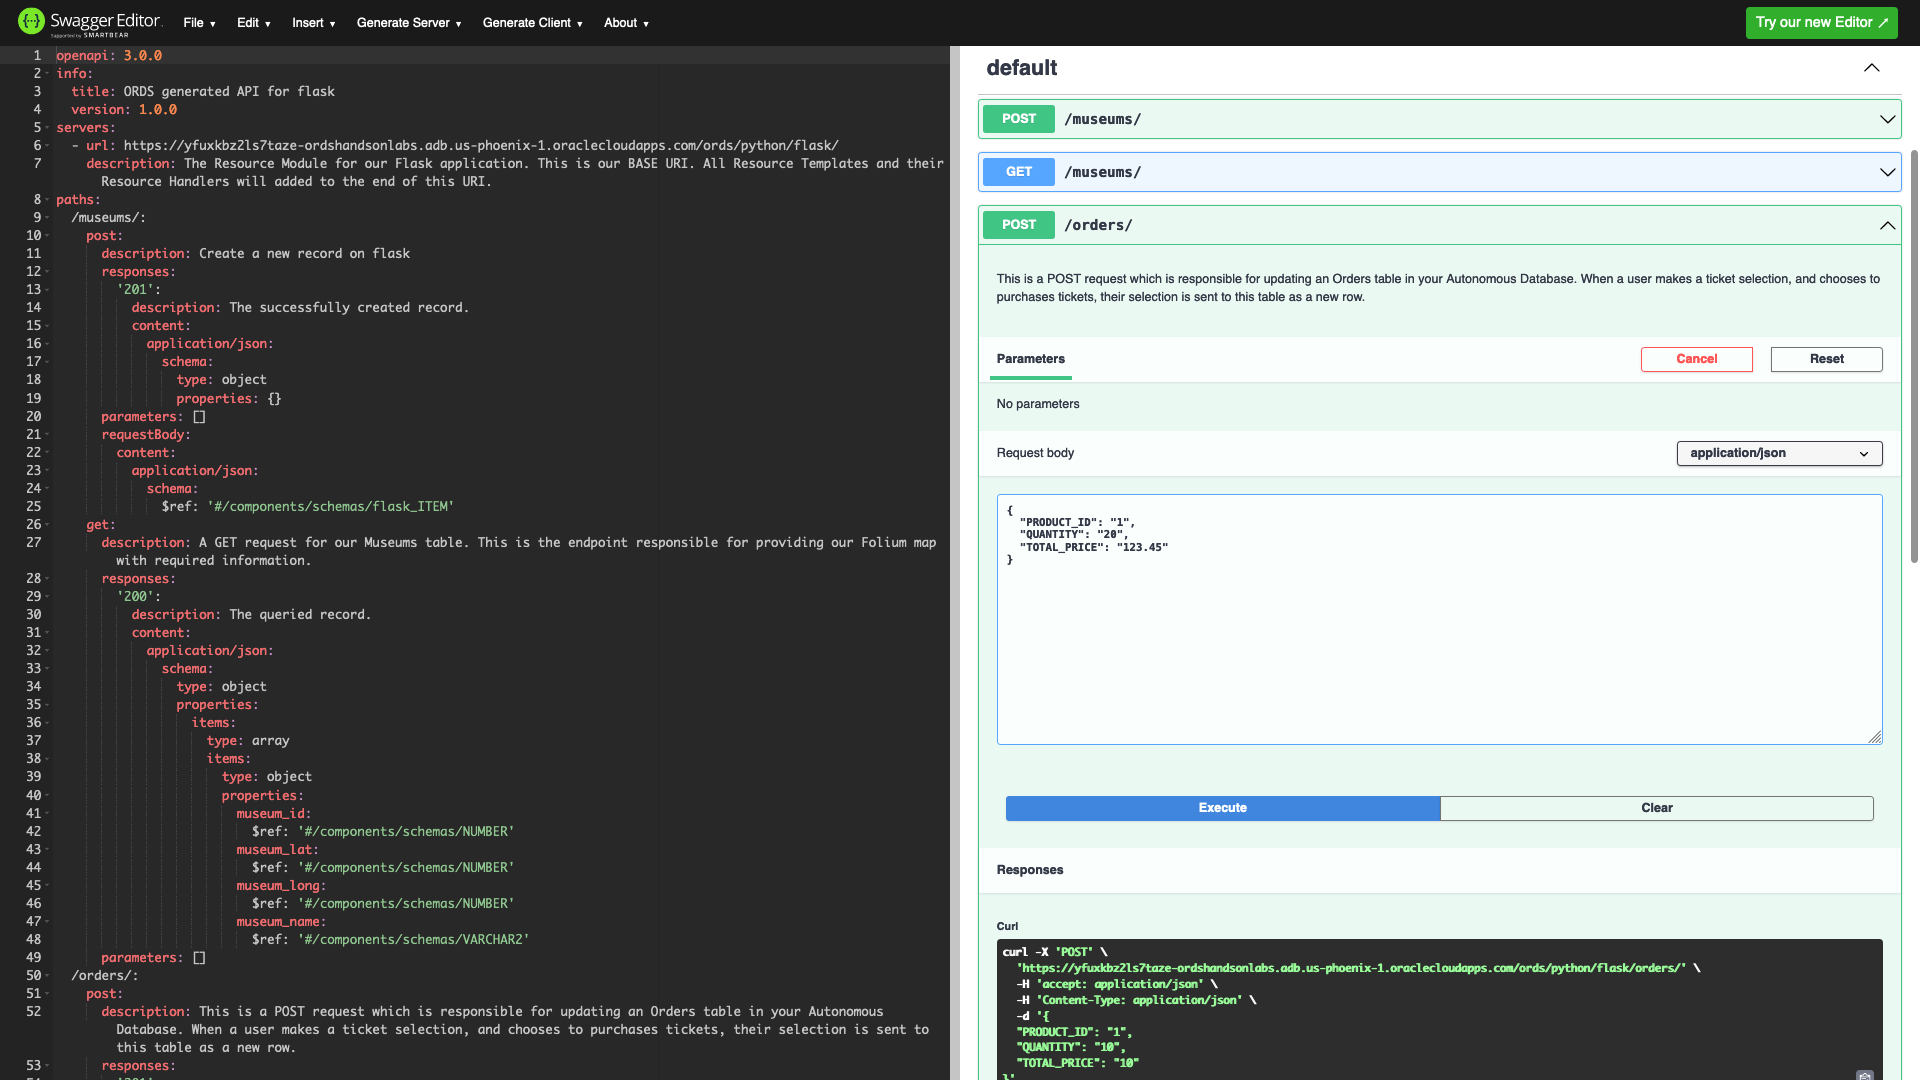 Swagger Editor.
Supported by SMARTBEAR
File ▾ Edit ▾ Insert ▾ Generate Server ▾ Generate Client ▾ About ▾
Try our new Editor
1 openapi: 3.0.0
2 info:
3 title: ORDS generated API for flask
4 version: 1.0.0
5 servers:
6 - url: https://yfuxkbz2ls7taze-ordshandsonlabs.adb.us-phoenix-1.oraclecloudapps.com/ords/python/flask/
7 description: The Resource Module for our Flask application. This is our BASE URI. All Resource Templates and their
Resource Handlers will added to the end of this URI.
8 paths:
9 /museums/:
10 post:
11 description: Create a new record on flask
12 responses:
13 '201':
14 description: The successfully created record.
15 content:
16 application/json:
17 schema:
18 type: object
19 properties: {}
20 parameters: []
21 requestBody:
22 content:
23 application/json:
24 schema:
25 $ref: '#/components/schemas/flask_ITEM'
26 get:
27 description: A GET request for our Museums table. This is the endpoint responsible for providing our Folium map
with required information.
28 responses:
29 '200':
30 description: The queried record.
31 content:
32 application/json:
33 schema:
34 type: object
35 properties:
36 items:
37 type: array
38 items:
39 type: object
40 properties:
41 museum_id:
42 $ref: '#/components/schemas/NUMBER'
43 museum_lat:
44 $ref: '#/components/schemas/NUMBER'
45 museum_long:
46 $ref: '#/components/schemas/NUMBER'
47 museum_name:
48 $ref: '#/components/schemas/VARCHAR2'
49 parameters: []
50 /orders/:
51 post:
52 description: This is a POST request which is responsible for updating an Orders table in your Autonomous
Database. When a user makes a ticket selection, and chooses to purchases tickets, their selection is sent to
this table as a new row.
53 responses:
default
POST /museums/
GET /museums/
POST /orders/
This is a POST request which is responsible for updating an Orders table in your Autonomous Database. When a user makes a ticket selection, and chooses to
purchases tickets, their selection is sent to this table as a new row.
Parameters
Cancel
Reset
No parameters
Request body
application/json
{
"PRODUCT_ID": "1",
"QUANTITY": "20",
"TOTAL_PRICE": "123.45"
}
Execute
Clear
Responses
Curl
curl -X 'POST' \
'https://yfuxkbz2ls7taze-ordshandsonlabs.adb.us-phoenix-1.oraclecloudapps.com/ords/python/flask/orders/' \
-H 'accept: application/json' \
-H 'Content-Type: application/json' \
-d '{
"PRODUCT_ID": "1",
"QUANTITY": "10",
"TOTAL_PRICE": "10"
}'